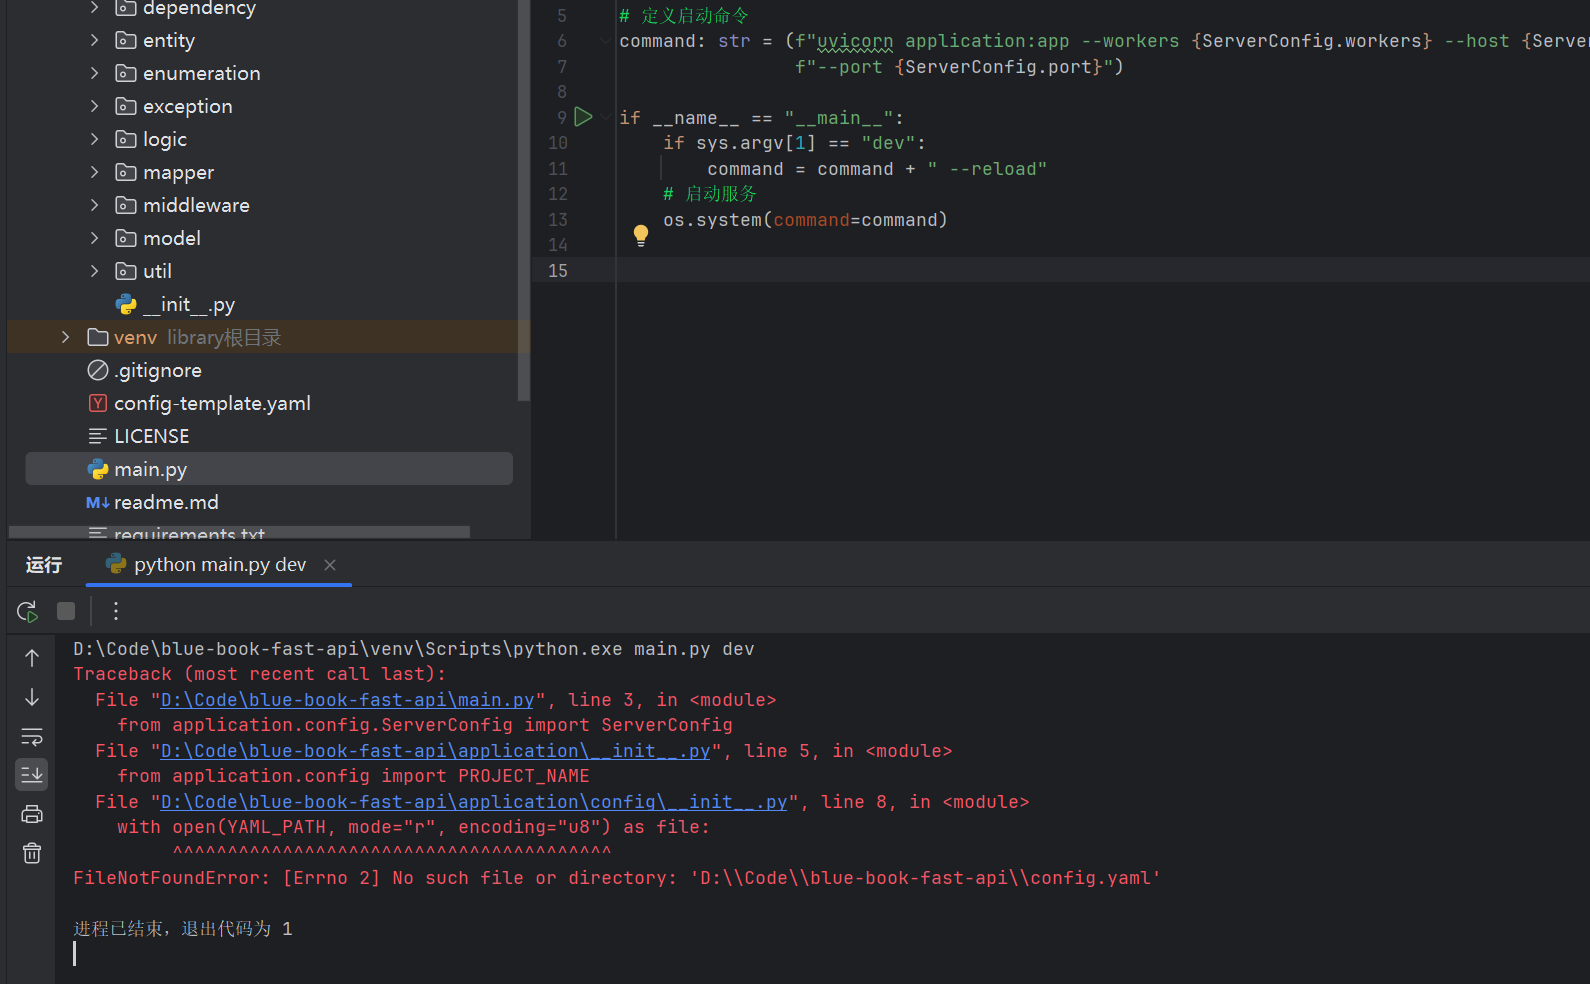 dependency
entity
enumeration
exception
logic
mapper
middleware
model
util
__init__.py
venv library根目录
.gitignore
config-template.yaml
LICENSE
main.py
readme.md
requirements.txt
5 # 定义启动命令
6 command: str = (f"uvicorn application:app --workers {ServerConfig.workers} --host {Server
7 f"--port {ServerConfig.port}")
8
9 if __name__ == "__main__":
10 if sys.argv[1] == "dev":
11 command = command + " --reload"
12 # 启动服务
13 os.system(command=command)
14
15
运行 python main.py dev
D:\Code\blue-book-fast-api\venv\Scripts\python.exe main.py dev
Traceback (most recent call last):
File "D:\Code\blue-book-fast-api\main.py", line 3, in <module>
from application.config.ServerConfig import ServerConfig
File "D:\Code\blue-book-fast-api\application\__init__.py", line 5, in <module>
from application.config import PROJECT_NAME
File "D:\Code\blue-book-fast-api\application\config\__init__.py", line 8, in <module>
with open(YAML_PATH, mode="r", encoding="u8") as file:
^^^^^^^^^^^^^^^^^^^^^^^^^^^^^^^^^^^^^^^^
FileNotFoundError: [Errno 2] No such file or directory: 'D:\\Code\\blue-book-fast-api\\config.yaml'
进程已结束，退出代码为 1